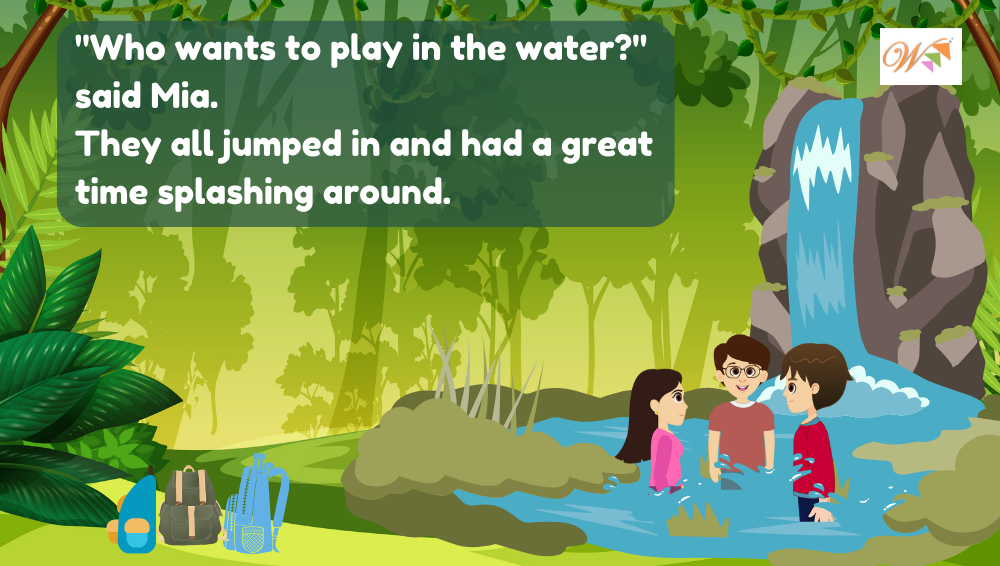 "Who wants to play in the water?"
said Mia.
They all jumped in and had a great
time splashing around.
W